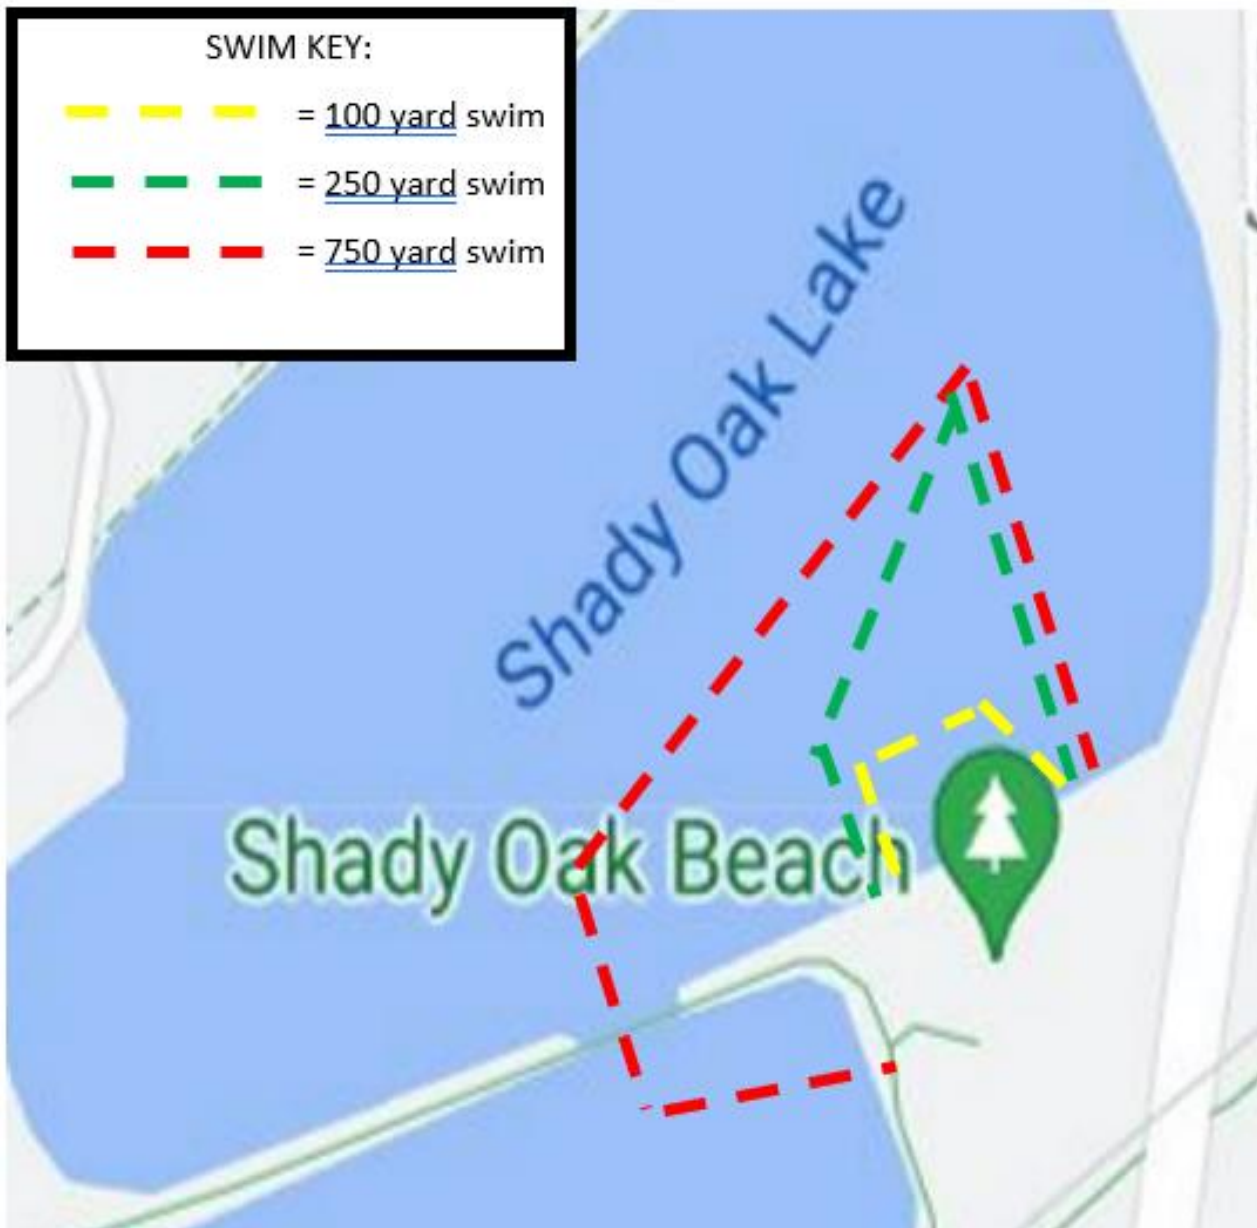 SWIM KEY:
= 100 yard swim
= 250 yard swim
= 750 yard swim
Shady Oak Lake
Shady Oak Beach